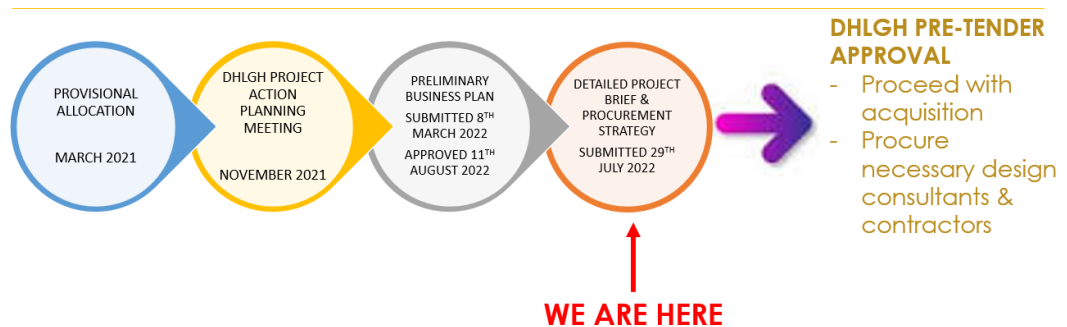 PROVISIONAL
ALLOCATION
MARCH 2021
DHLGH PROJECT
ACTION
PLANNING
MEETING
NOVEMBER 2021
PRELIMINARY
BUSINESS PLAN
SUBMITTED 8TH
MARCH 2022
APPROVED 11TH
AUGUST 2022
DETAILED PROJECT
BRIEF &
PROCUREMENT
STRATEGY
SUBMITTED 29TH
JULY 2022
DHLGH PRE-TENDER
APPROVAL
- Proceed with
acquisition
- Procure
necessary design
consultants &
contractors
WE ARE HERE